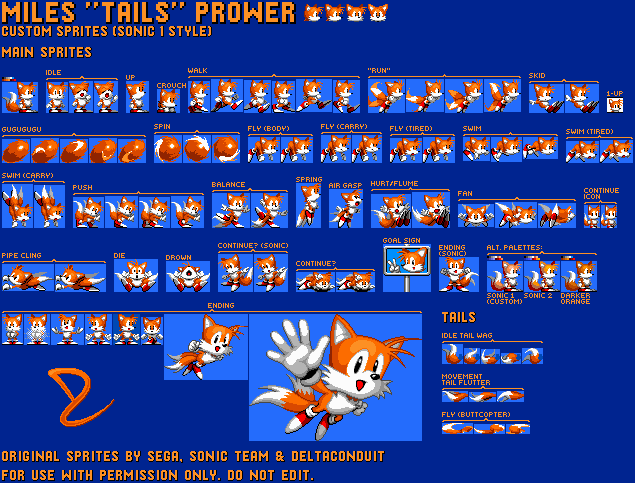 MILES "TAILS" PROWER
CUSTOM SPRITES (SONIC 1 STYLE)
MAIN SPRITES
IDLE
UP
CROUCH
WALK
"RUN"
SKID
1-UP
GUGUGUGU
SPIN
FLY (BODY)
FLY (CARRY)
FLY (TIRED)
SWIM
SWIM (TIRED)
SWIM (CARRY)
PUSH
BALANCE
SPRING
AIR GASP
HURT/FLUME
FAN
CONTINUE
ICON
PIPE CLING
DIE
DROWN
CONTINUE? (SONIC)
CONTINUE?
GOAL SIGN
ENDING
(SONIC)
ALT. PALETTES:
SONIC 1
(CUSTOM)
SONIC 2
DARKER
ORANGE
ENDING
TAILS
IDLE TAIL WAG
MOVEMENT
TAIL FLUTTER
FLY (BUTTCOPTER)
ORIGINAL SPRITES BY SEGA, SONIC TEAM & DELTACONDUIT
FOR USE WITH PERMISSION ONLY. DO NOT EDIT.